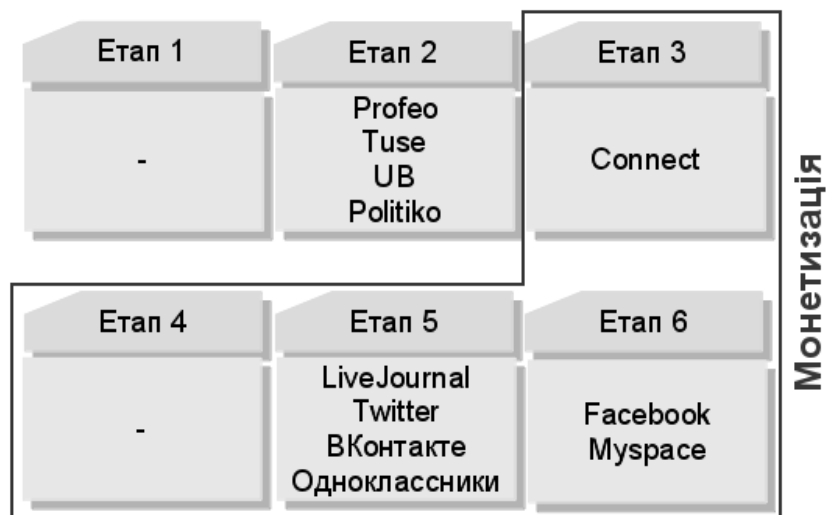 Етап 1
-
Етап 2
Profeo
Tuse
UB
Politiko
Етап 3
Connect
Етап 4
-
Етап 5
LiveJournal
Twitter
ВКонтакте
Одноклассники
Етап 6
Facebook
Myspace
Монетизація